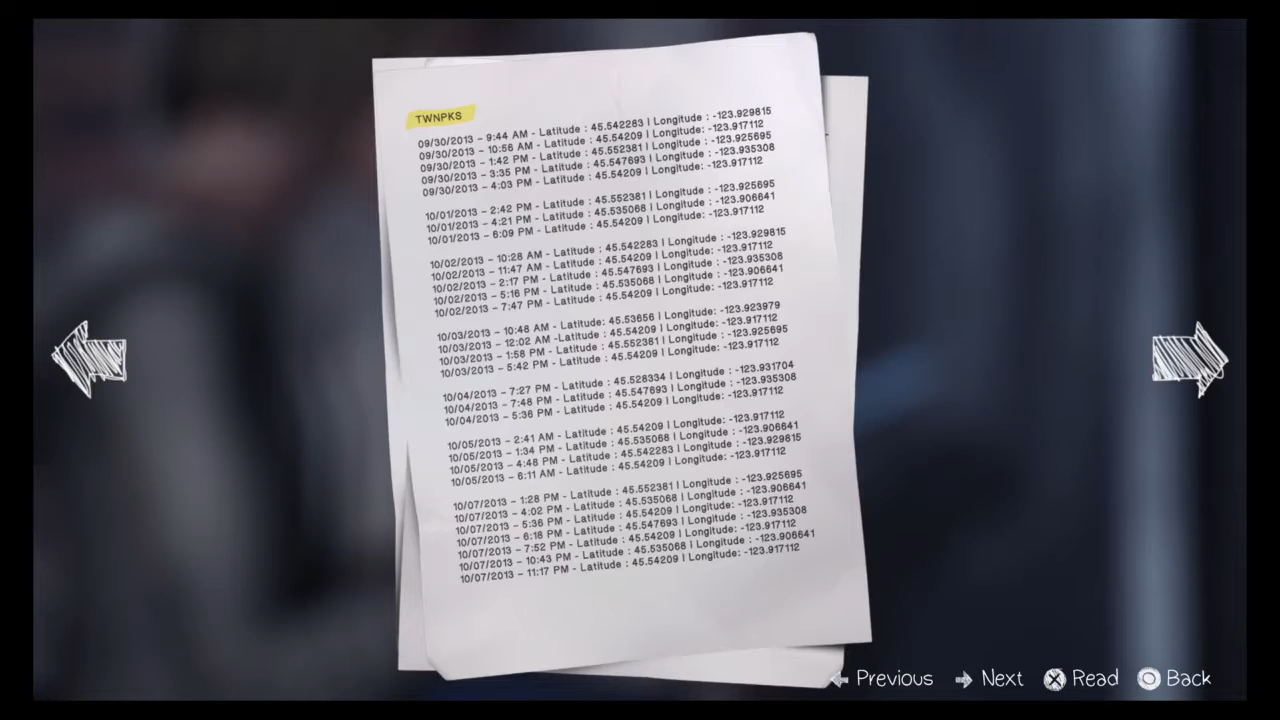 TWNPKS
09/30/2013 - 9:44 AM - Latitude : 45.542283 | Longitude : -123.929815
09/30/2013 - 10:56 AM - Latitude : 45.54209 | Longitude: -123.917112
09/30/2013 - 1:42 PM - Latitude : 45.552381 | Longitude : -123.925695
09/30/2013 - 3:35 PM - Latitude : 45.547693 | Longitude : -123.935308
09/30/2013 - 4:03 PM - Latitude : 45.54209 | Longitude: -123.917112
10/01/2013 - 2:42 PM - Latitude : 45.552381 | Longitude : -123.925695
10/01/2013 - 4:21 PM - Latitude : 45.535068 | Longitude : -123.906641
10/01/2013 - 6:09 PM - Latitude : 45.54209 | Longitude: -123.917112
10/02/2013 - 10:28 AM - Latitude : 45.542283 | Longitude : -123.929815
10/02/2013 - 11:47 AM - Latitude : 45.54209 | Longitude: -123.917112
10/02/2013 - 2:17 PM - Latitude : 45.547693 | Longitude : -123.935308
10/02/2013 - 5:16 PM - Latitude : 45.535068 | Longitude : -123.906641
10/02/2013 - 7:47 PM - Latitude : 45.54209 | Longitude: -123.917112
10/03/2013 - 10:48 AM - Latitude: 45.53656 | Longitude: -123.923979
10/03/2013 - 12:02 AM -Latitude : 45.54209 | Longitude: -123.917112
10/03/2013 - 1:58 PM - Latitude : 45.552381 | Longitude : -123.925695
10/03/2013 - 5:42 PM - Latitude : 45.54209 | Longitude: -123.917112
10/04/2013 - 7:27 PM - Latitude : 45.528334 | Longitude : -123.931704
10/04/2013 - 7:48 PM - Latitude : 45.547693 | Longitude : -123.935308
10/04/2013 - 5:36 PM - Latitude : 45.54209 | Longitude: -123.917112
10/05/2013 - 2:41 AM - Latitude : 45.54209 | Longitude: -123.917112
10/05/2013 - 1:34 PM - Latitude : 45.535068 | Longitude : -123.906641
10/05/2013 - 4:48 PM - Latitude : 45.542283 | Longitude : -123.929815
10/05/2013 - 6:11 AM - Latitude : 45.54209 | Longitude: -123.917112
10/07/2013 - 1:28 PM - Latitude : 45.552381 | Longitude : -123.925695
10/07/2013 - 4:02 PM - Latitude : 45.535068 | Longitude : -123.906641
10/07/2013 - 5:36 PM - Latitude : 45.54209 | Longitude: -123.917112
10/07/2013 - 6:18 PM - Latitude : 45.547693 | Longitude : -123.935308
10/07/2013 - 7:52 PM - Latitude : 45.54209 | Longitude: -123.917112
10/07/2013 - 10:43 PM - Latitude : 45.535068 | Longitude : -123.906641
10/07/2013 - 11:17 PM - Latitude : 45.54209 | Longitude: -123.917112
Previous Next Read Back